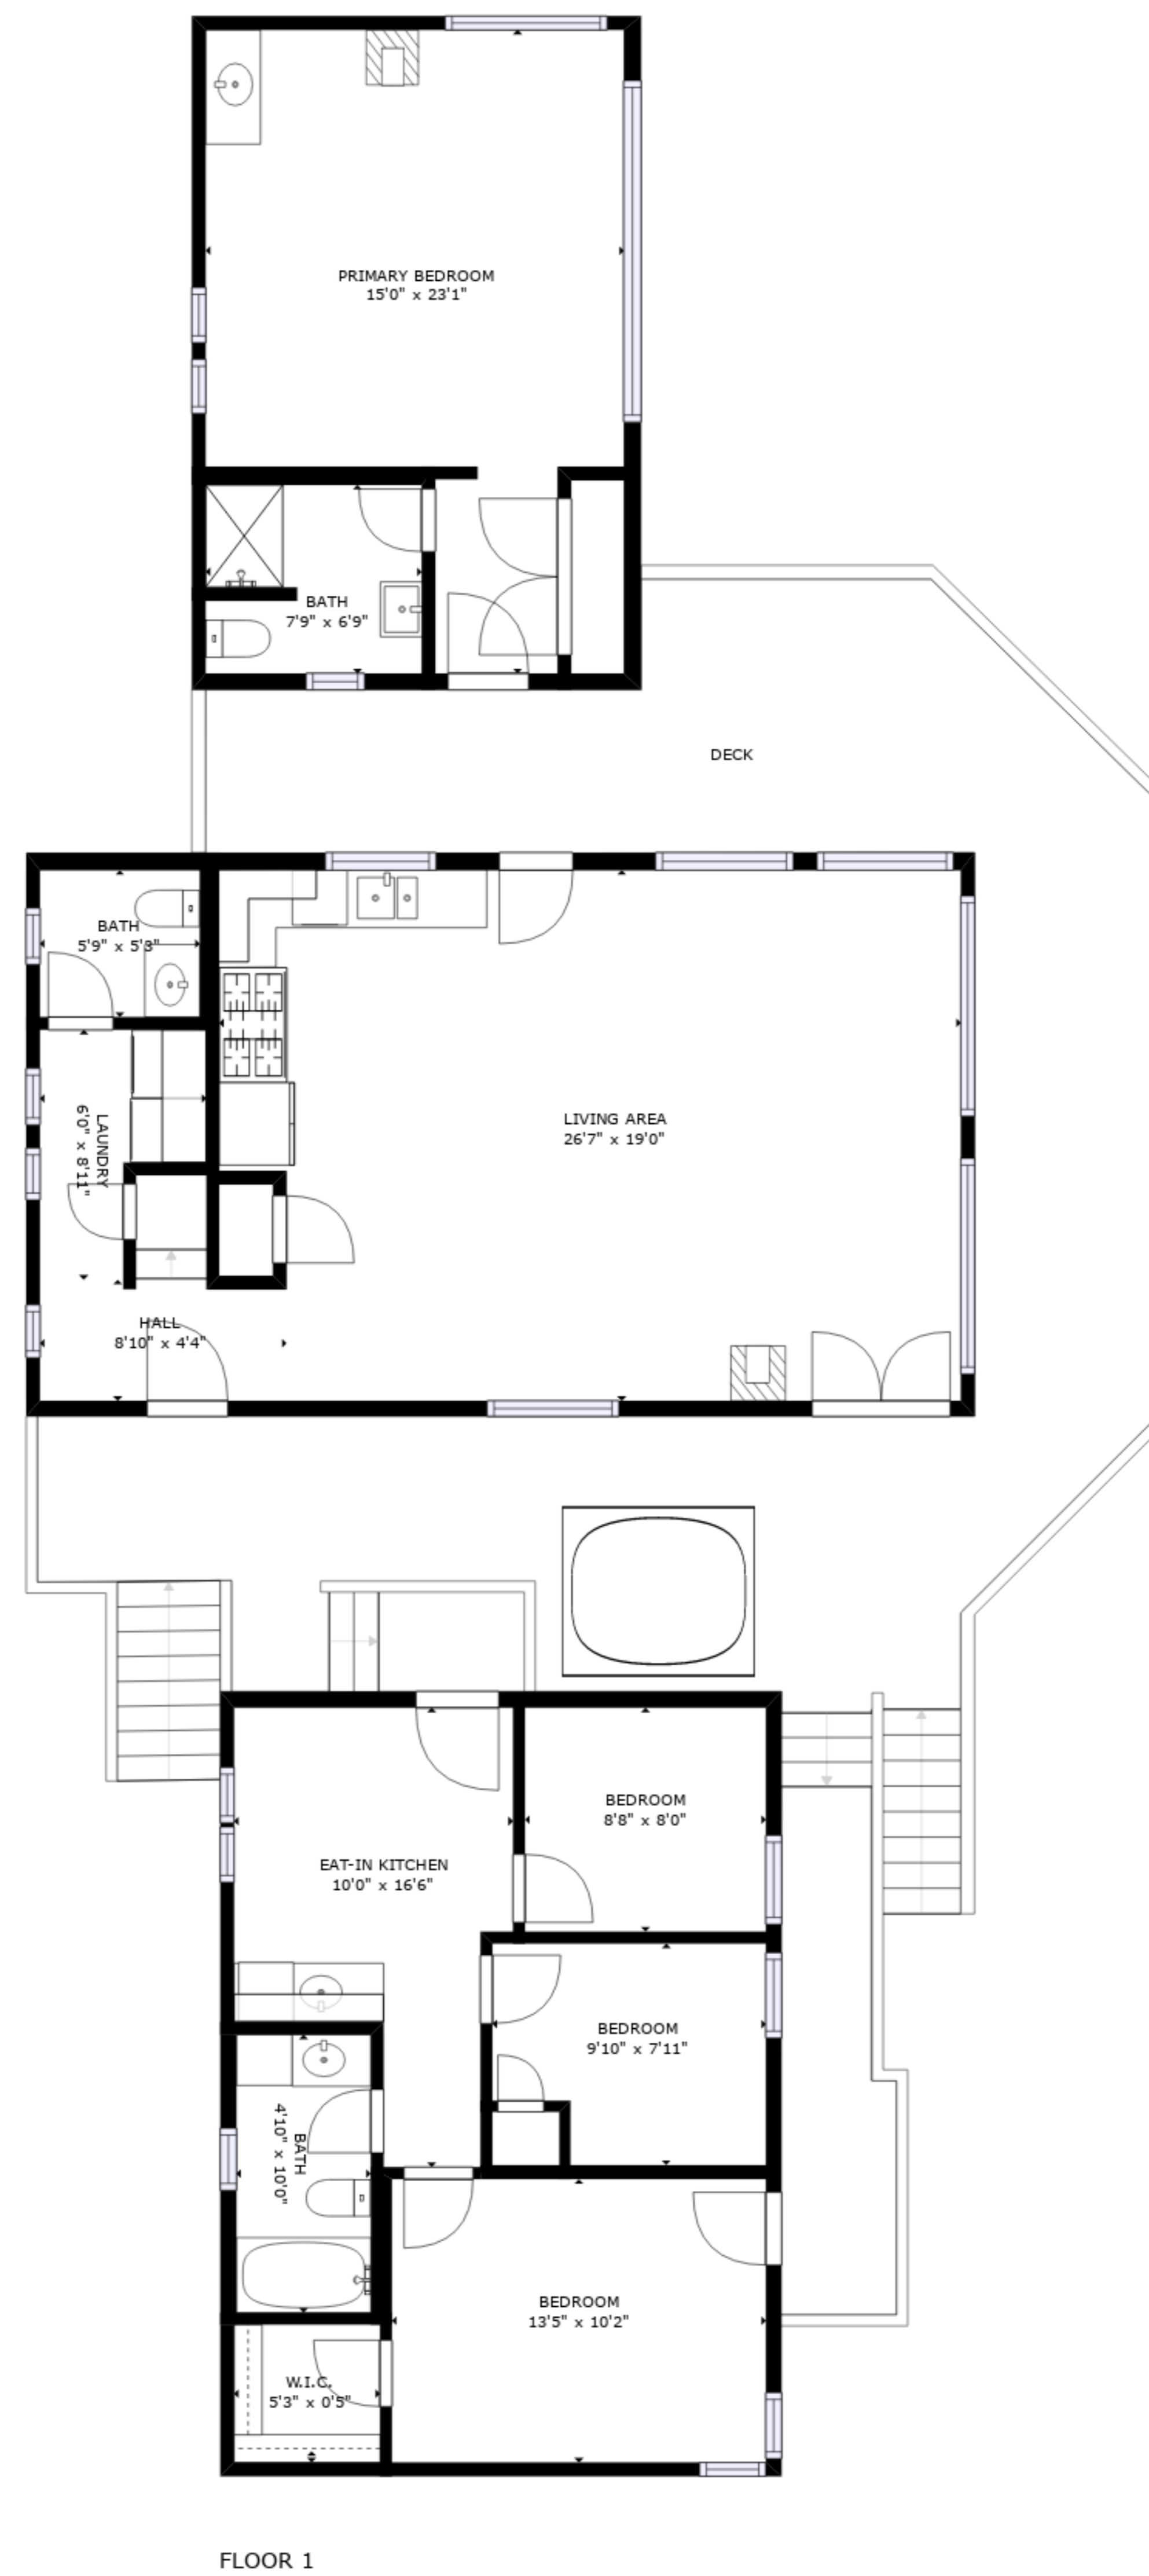 PRIMARY BEDROOM
15'0" x 23'1"
BATH
7'9" x 6'9"
DECK
BATH
5'9" x 5'3"
LIVING AREA
26'7" x 19'0"
LAUNDRY
6'0" x 8'11"
HALL
8'10" x 4'4"
BEDROOM
8'8" x 8'0"
EAT-IN KITCHEN
10'0" x 16'6"
BEDROOM
9'10" x 7'11"
BATH
4'10" x 10'0"
BEDROOM
13'5" x 10'2"
W.I.C.
5'3" x 0'5"
FLOOR 1